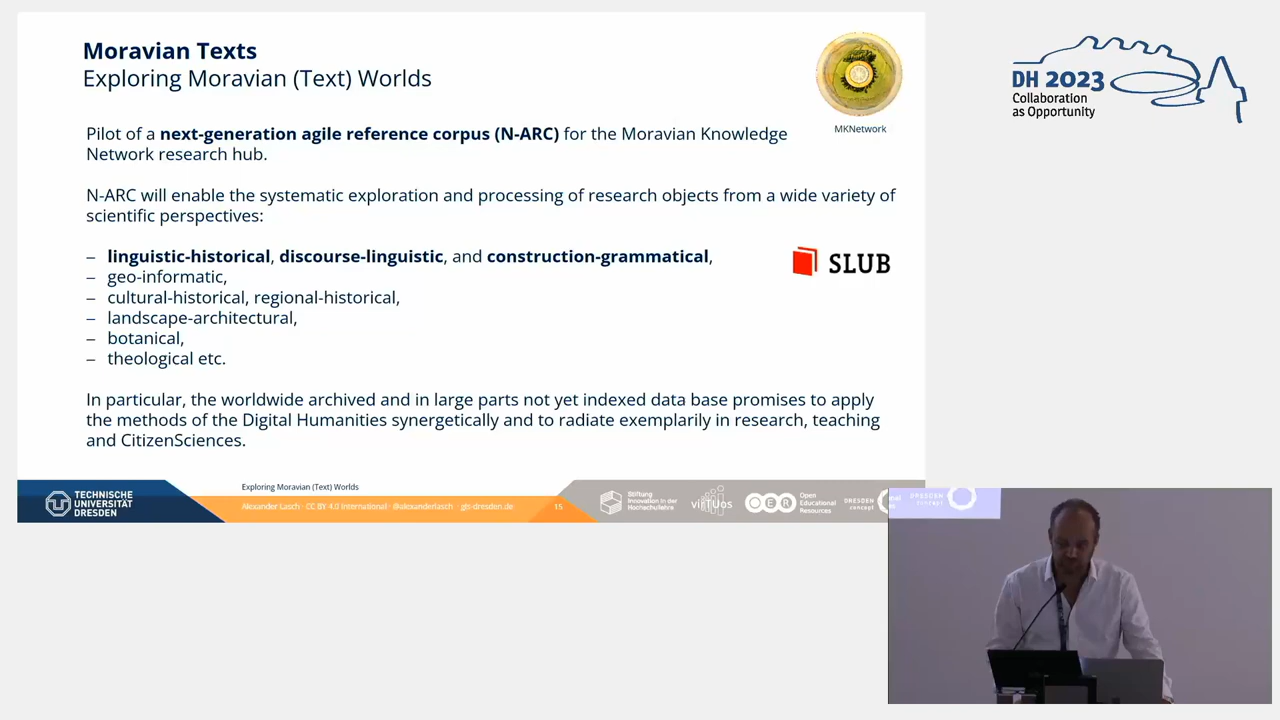 Moravian Texts
Exploring Moravian (Text) Worlds
MKNetwork
Pilot of a next-generation agile reference corpus (N-ARC) for the Moravian Knowledge
Network research hub.
N-ARC will enable the systematic exploration and processing of research objects from a wide variety of
scientific perspectives:
– linguistic-historical, discourse-linguistic, and construction-grammatical,
– geo-informatic,
– cultural-historical, regional-historical,
– landscape-architectural,
– botanical,
– theological etc.
SLUB
In particular, the worldwide archived and in large parts not yet indexed data base promises to apply
the methods of the Digital Humanities synergetically and to radiate exemplarily in research, teaching
and CitizenSciences.
TECHNISCHE
UNIVERSITÄT
DRESDEN
Exploring Moravian (Text) Worlds
Alexander Lasch · CC BY 4.0 International · @alexanderlasch · gls-dresden.de
15
Stiftung
Innovation in der
Hochschullehre
virTUos
OER
Open
Educational
Resources
DRESDEN
concept
DH 2023
Collaboration
as Opportunity
DRESDEN
concept